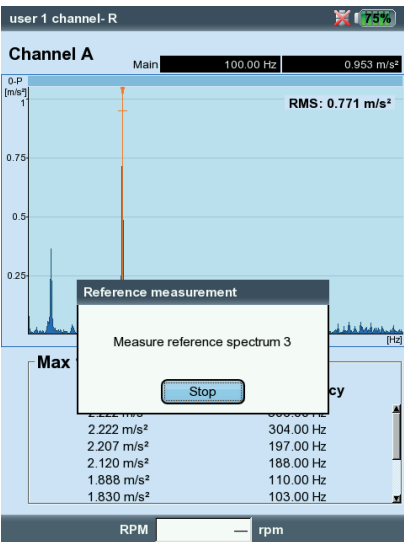 user 1 channel- R
75%
Channel A
Main
100.00 Hz
0.953 m/s²
0-P
[m/s²]
1
RMS: 0.771 m/s²
0.75
0.5
0.25
Reference measurement
Measure reference spectrum 3
Stop
[Hz]
Max
cy
2.222 m/s²
2.222 m/s² 304.00 Hz
2.207 m/s² 197.00 Hz
2.120 m/s² 188.00 Hz
1.888 m/s² 110.00 Hz
1.830 m/s² 103.00 Hz
RPM — rpm